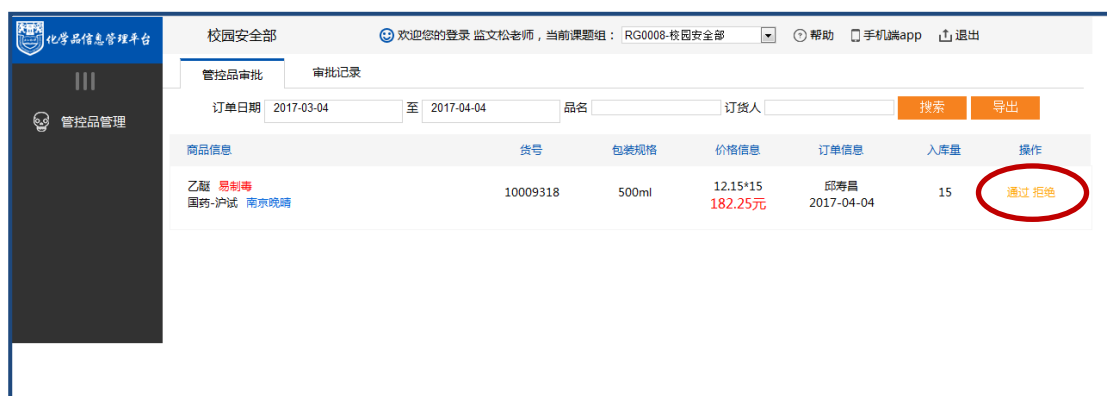 化学品信息管理平台
校园安全部
欢迎您的登录 监文松老师，当前课题组： RG0008-校园安全部
帮助 手机端app 退出
管控品管理
管控品审批 审批记录
订单日期 2017-03-04 至 2017-04-04 品名 订货人 搜索 导出
商品信息 货号 包装规格 价格信息 订单信息 入库量 操作
乙醚 易制毒 10009318 500ml 12.15*15 邱寿昌 15 通过 拒绝
国药-沪试 南京晚晴 182.25元 2017-04-04